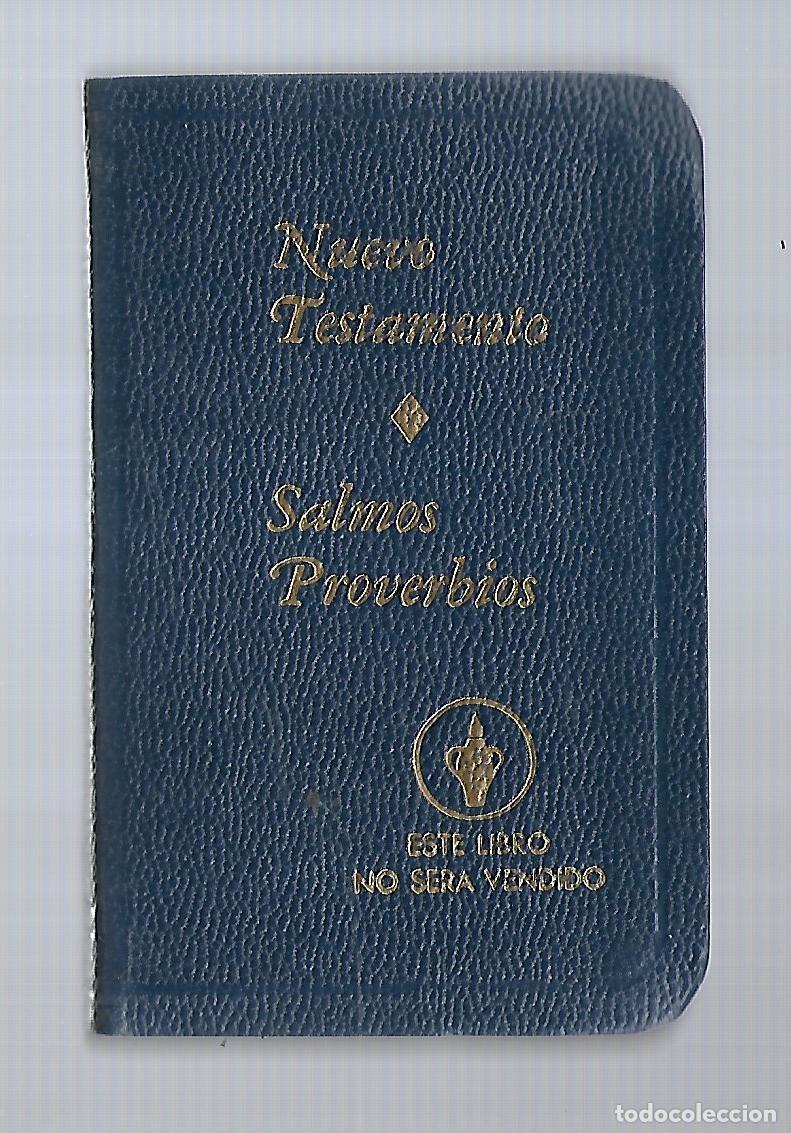 Nuevo
Testamento
Salmos
Proverbios
ESTE LIBRO
NO SERA VENDIDO
todocoleccion